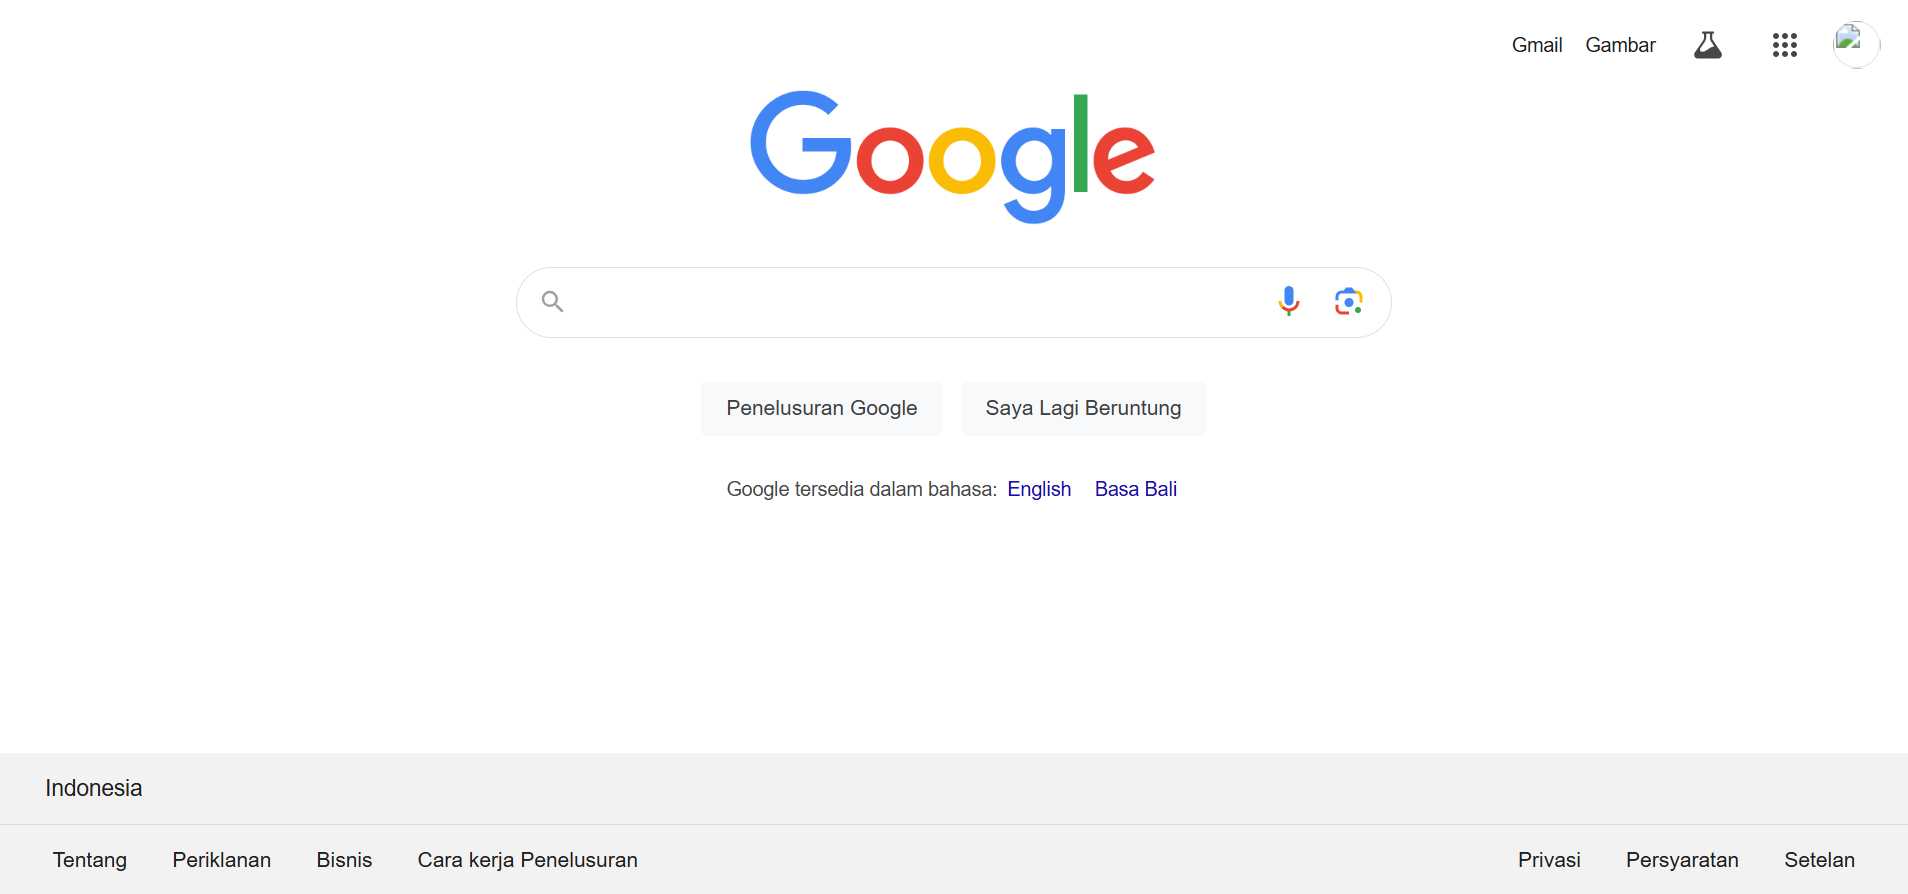 Gmail Gambar
Google
Penelusuran Google Saya Lagi Beruntung
Google tersedia dalam bahasa: English Basa Bali
Indonesia
Tentang Periklanan Bisnis Cara kerja Penelusuran Privasi Persyaratan Setelan